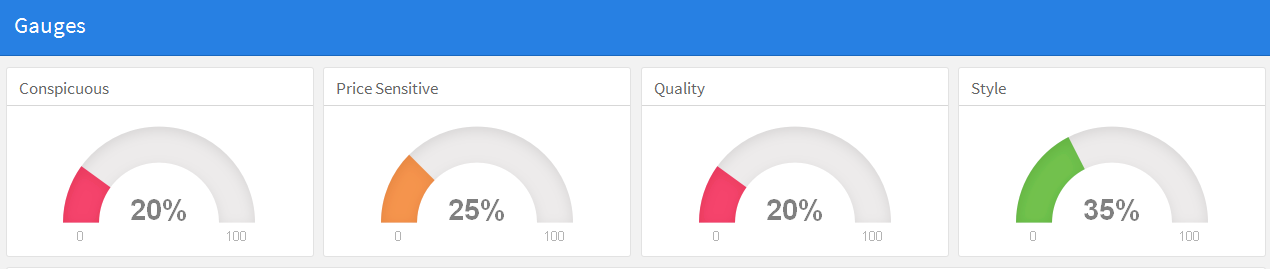 Gauges
Conspicuous
20%
0 100
Price Sensitive
25%
0 100
Quality
20%
0 100
Style
35%
0 100